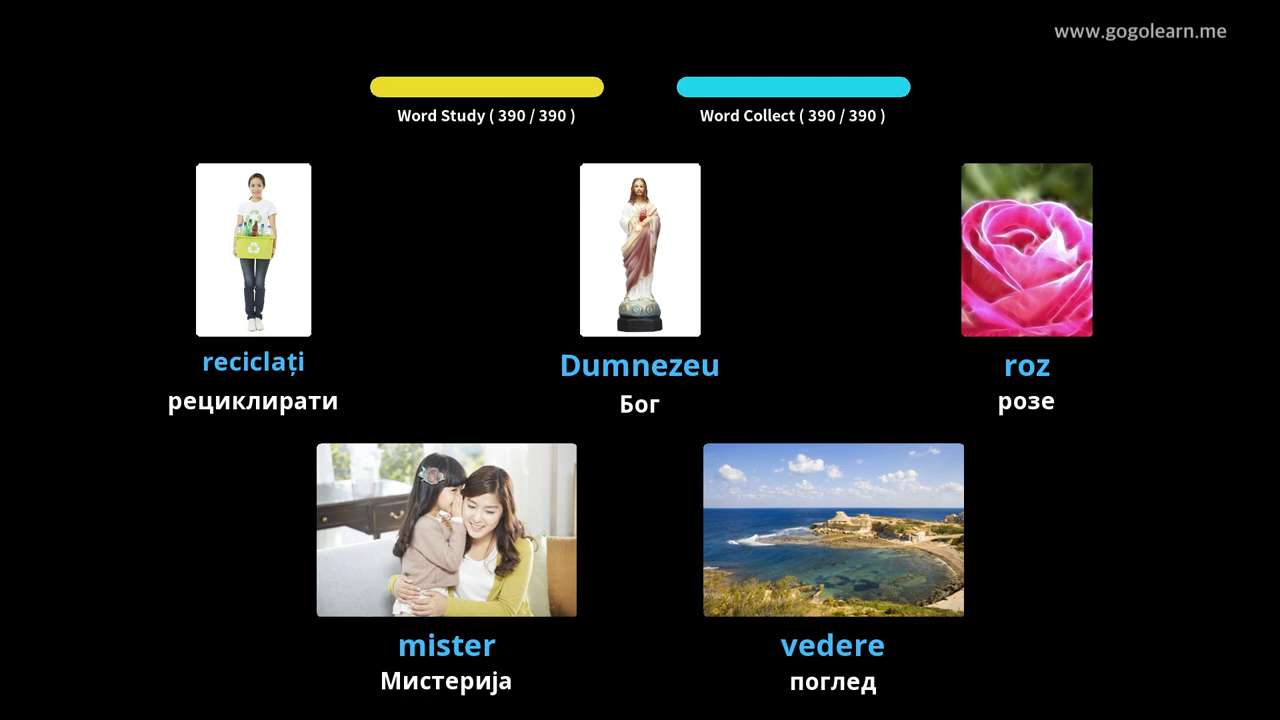 www.gogolearn.me
Word Study ( 390 / 390 )
Word Collect ( 390 / 390 )
reciclați
Dumnezeu
roz
рециклирати
Бог
розе
mister
vedere
Мистерија
поглед